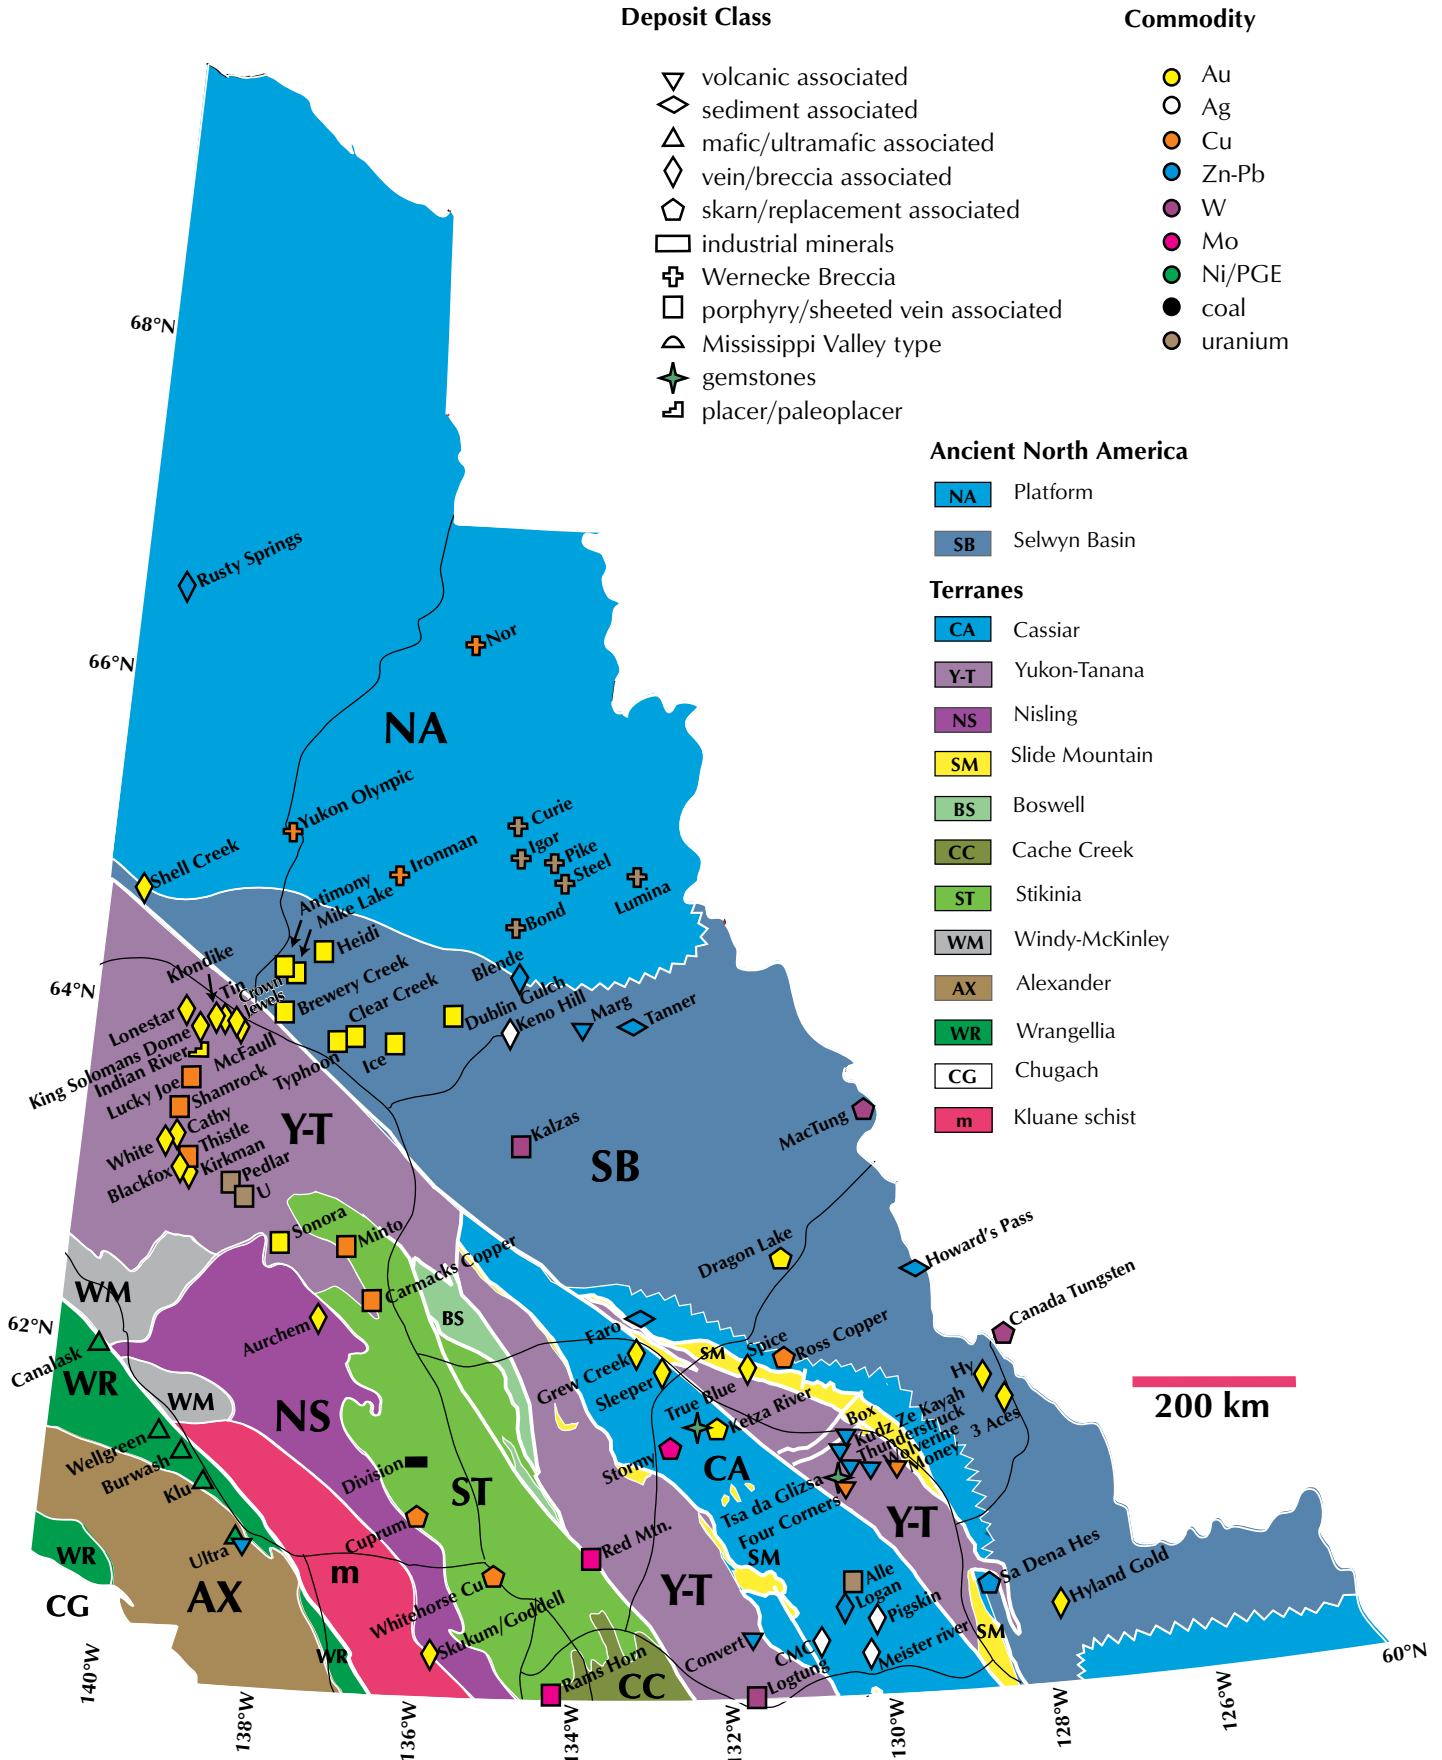 Deposit Class
volcanic associated
sediment associated
mafic/ultramafic associated
vein/breccia associated
skarn/replacement associated
industrial minerals
Wernecke Breccia
porphyry/sheeted vein associated
Mississippi Valley type
gemstones
placer/paleoplacer
Commodity
Au
Ag
Cu
Zn-Pb
W
Mo
Ni/PGE
coal
uranium
Ancient North America
NA Platform
SB Selwyn Basin
Terranes
CA Cassiar
Y-T Yukon-Tanana
NS Nisling
SM Slide Mountain
BS Boswell
CC Cache Creek
ST Stikinia
WM Windy-McKinley
AX Alexander
WR Wrangellia
CG Chugach
m Kluane schist
200 km
68°N
66°N
64°N
62°N
60°N
140°W
138°W
136°W
134°W
132°W
130°W
128°W
126°W
Rusty Springs
Nor
NA
Yukon Olympic
Ironman
Curie
Igor
Pike
Steel
Lumina
Bond
Shell Creek
Antimony
Mike Lake
Heidi
Blende
Klondike
Tin
Crown
Jewels
Brewery Creek
Clear Creek
Dublin Gulch
Keno Hill
Marg
Tanner
Lonestar
King Solomans Dome
Indian River
McFaull
Typhoon
Ice
Lucky Joe
Shamrock
Cathy
White
Thistle
Blackfox
Kirkman
Pedlar
U
Y-T
Kalzas
MacTung
SB
Sonora
Minto
Carmacks Copper
Dragon Lake
Howard's Pass
Canada Tungsten
WM
BS
Aurchem
Canalask
WR
WM
NS
Faro
Grew Creek
Sleeper
SM
Spice
Ross Copper
True Blue
Ketza River
Hy
3 Aces
Box
Kudz Ze Kayah
Thunderstruck
Wolverine
Money
Wellgreen
Burwash
Klu
Division
ST
Stormy
CA
Tsa da Glizsa
Four Corners
Y-T
Cuprum
Ultra
WR
CG
AX
m
Red Mtn.
SM
Sa Dena Hes
Hyland Gold
Alle
Logan
Pigskin
Whitehorse Cu
Skukum/Goddell
Y-T
WR
SM
Rams Horn
CC
Convert
CMC
Logtung
Meister river